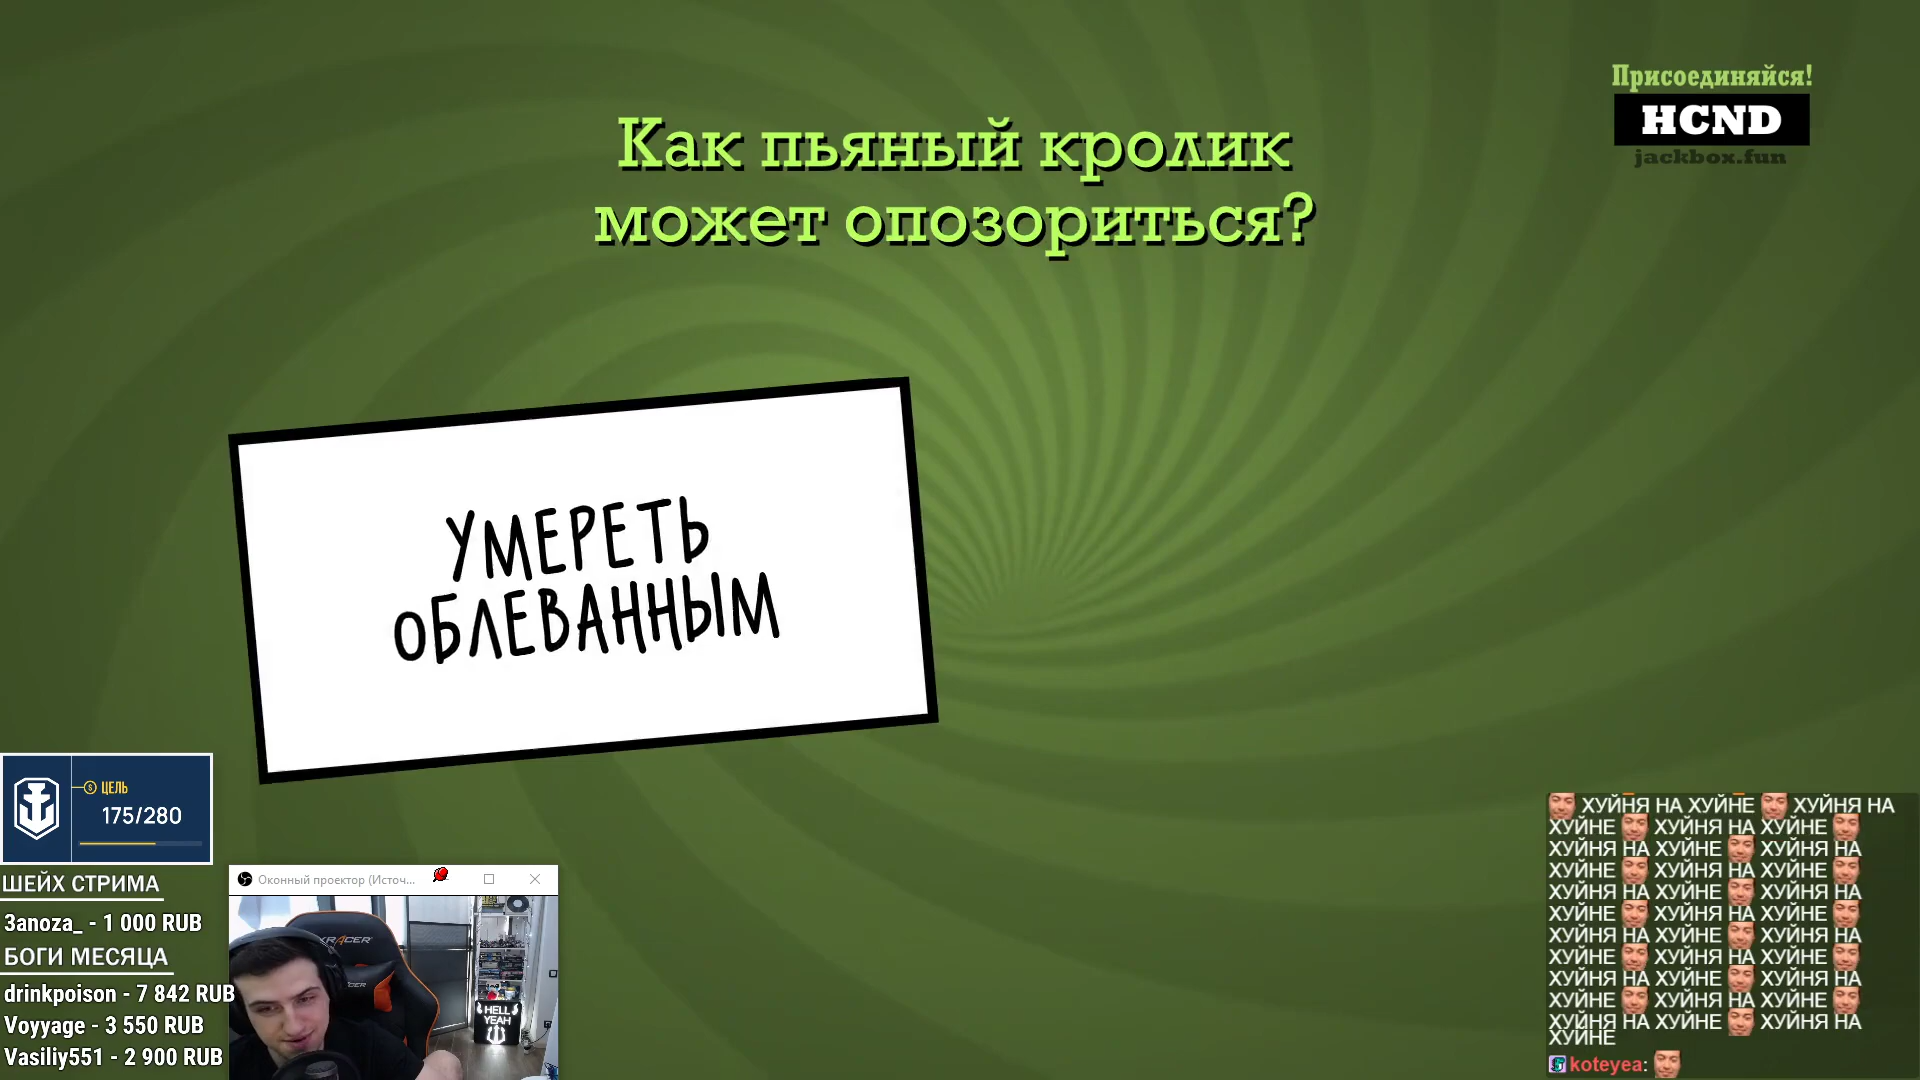 Присоединяйся!
HCND
jackbox.fun
Как пьяный кролик
может опозориться?
УМЕРЕТЬ
ОБЛЕВАННЫМ
ЦЕЛЬ
175/280
ШЕЙХ СТРИМА
3anoza_ - 1 000 RUB
БОГИ МЕСЯЦА
drinkpoison - 7 842 RUB
Voyyage - 3 550 RUB
Vasiliy551 - 2 900 RUB
Оконный проектор (Источ...
HELL
YEAH
ХУЙНЯ НА ХУЙНЕ ХУЙНЯ НА
ХУЙНЕ ХУЙНЯ НА ХУЙНЕ
ХУЙНЯ НА ХУЙНЕ ХУЙНЯ НА
ХУЙНЕ ХУЙНЯ НА ХУЙНЕ
ХУЙНЯ НА ХУЙНЕ ХУЙНЯ НА
ХУЙНЕ ХУЙНЯ НА ХУЙНЕ
ХУЙНЯ НА ХУЙНЕ ХУЙНЯ НА
ХУЙНЕ ХУЙНЯ НА ХУЙНЕ
ХУЙНЯ НА ХУЙНЕ ХУЙНЯ НА
ХУЙНЕ ХУЙНЯ НА ХУЙНЕ
ХУЙНЯ НА ХУЙНЕ ХУЙНЯ НА
ХУЙНЕ
koteyea: